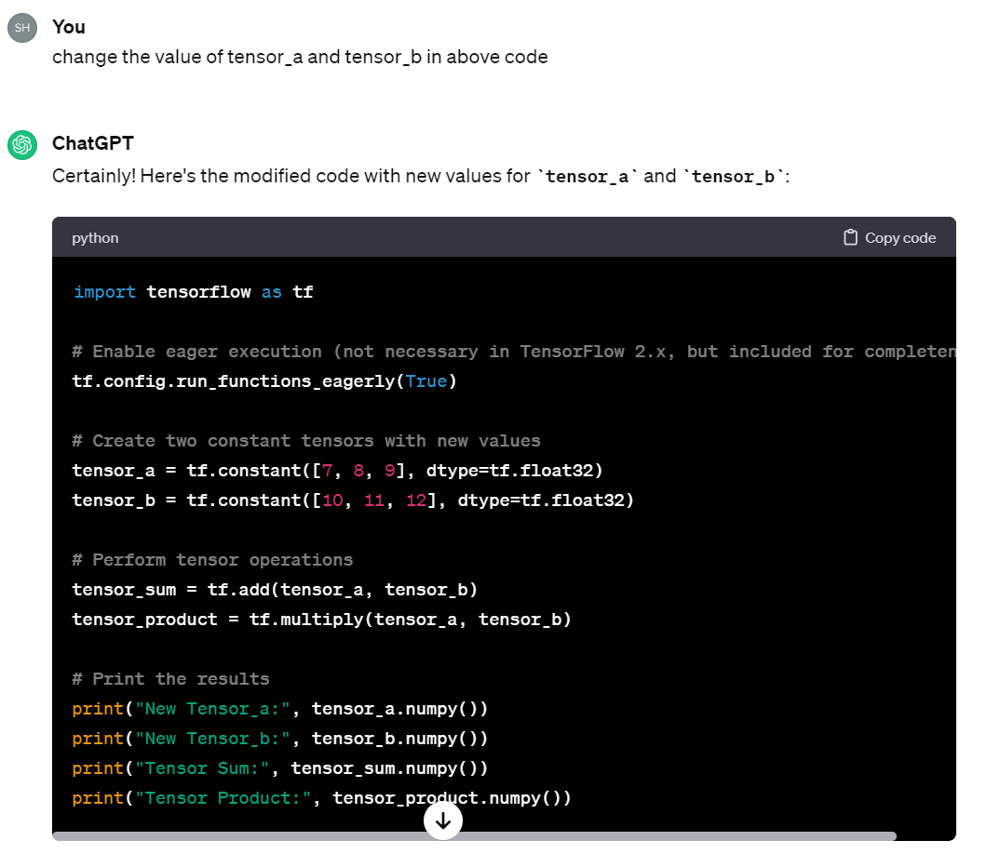 SH
You
change the value of tensor_a and tensor_b in above code
ChatGPT
Certainly! Here's the modified code with new values for `tensor_a` and `tensor_b`:
python
Copy code
import tensorflow as tf
# Enable eager execution (not necessary in TensorFlow 2.x, but included for completen
tf.config.run_functions_eagerly(True)
# Create two constant tensors with new values
tensor_a = tf.constant([7, 8, 9], dtype=tf.float32)
tensor_b = tf.constant([10, 11, 12], dtype=tf.float32)
# Perform tensor operations
tensor_sum = tf.add(tensor_a, tensor_b)
tensor_product = tf.multiply(tensor_a, tensor_b)
# Print the results
print("New Tensor_a:", tensor_a.numpy())
print("New Tensor_b:", tensor_b.numpy())
print("Tensor Sum:", tensor_sum.numpy())
print("Tensor Product:", tensor_product.numpy())